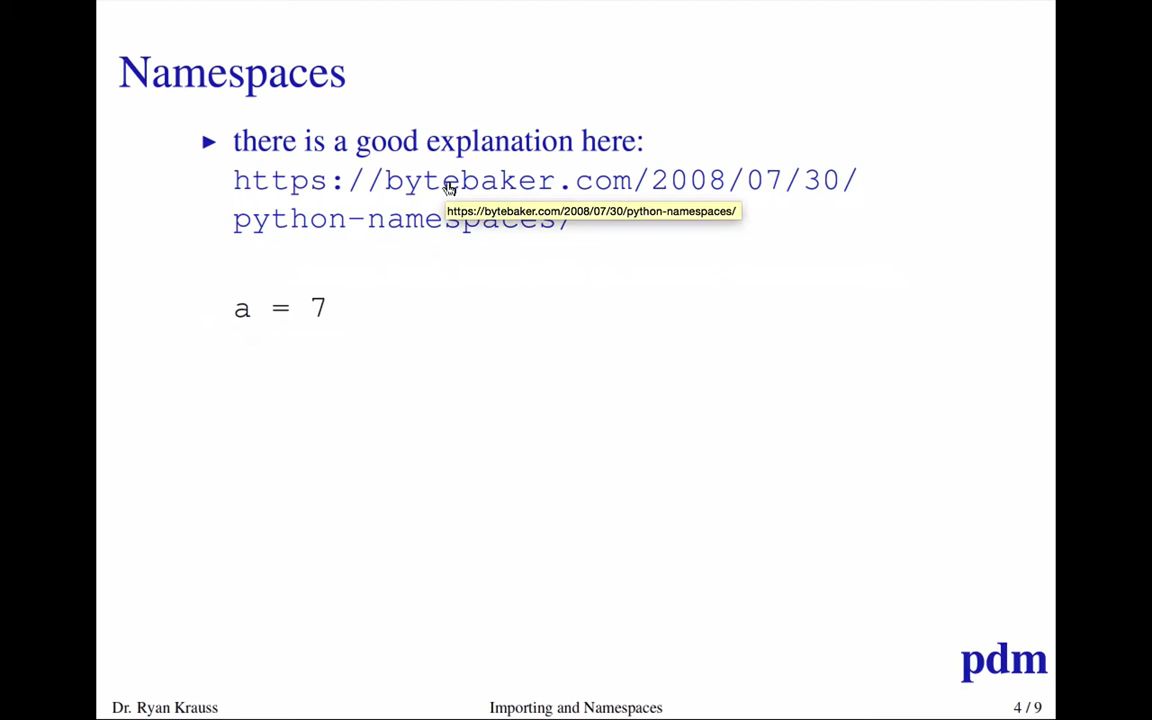 Namespaces
there is a good explanation here:
https://bytebaker.com/2008/07/30/
https://bytebaker.com/2008/07/30/python-namespaces/
python-namespaces/
a = 7
pdm
Dr. Ryan Krauss Importing and Namespaces 4 / 9